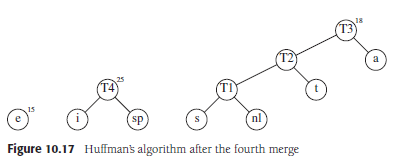 18
T3
T2
a
25
T4
T1
t
15
e
i
sp
s
nl
Figure 10.17 Huffman's algorithm after the fourth merge